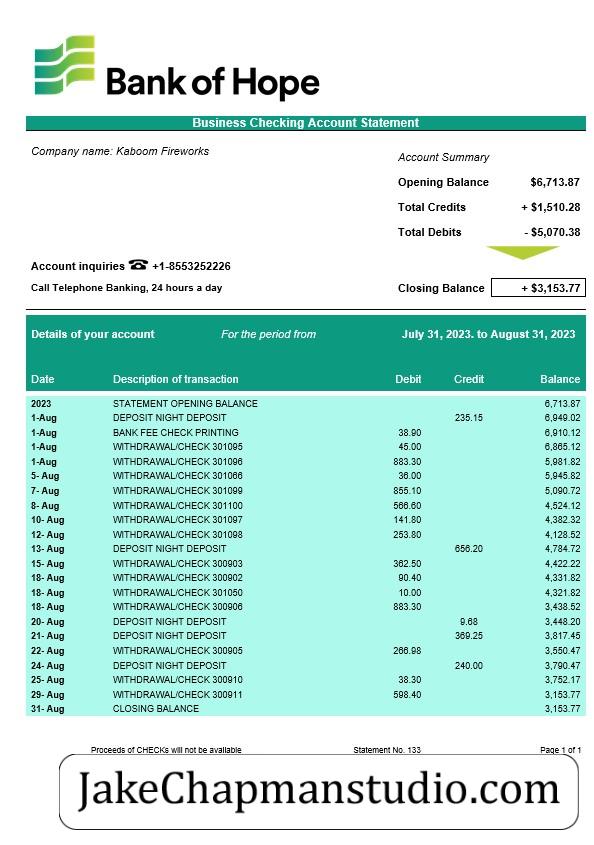 Bank of Hope
Business Checking Account Statement
Company name: Kaboom Fireworks
Account Summary
Opening Balance $6,713.87
Total Credits + $1,510.28
Total Debits - $5,070.38
Account inquiries ☎ +1-8553252226
Call Telephone Banking, 24 hours a day
Closing Balance + $3,153.77
Details of your account For the period from July 31, 2023. to August 31, 2023
Date Description of transaction Debit Credit Balance
2023 STATEMENT OPENING BALANCE 6,713.87
1-Aug DEPOSIT NIGHT DEPOSIT 235.15 6,949.02
1-Aug BANK FEE CHECK PRINTING 38.90 6,910.12
1-Aug WITHDRAWAL/CHECK 301095 45.00 6,865.12
1-Aug WITHDRAWAL/CHECK 301096 883.30 5,981.82
5- Aug WITHDRAWAL/CHECK 301066 36.00 5,945.82
7- Aug WITHDRAWAL/CHECK 301099 855.10 5,090.72
8- Aug WITHDRAWAL/CHECK 301100 566.60 4,524.12
10- Aug WITHDRAWAL/CHECK 301097 141.80 4,382.32
12- Aug WITHDRAWAL/CHECK 301098 253.80 4,128.52
13- Aug DEPOSIT NIGHT DEPOSIT 656.20 4,784.72
15- Aug WITHDRAWAL/CHECK 300903 362.50 4,422.22
18- Aug WITHDRAWAL/CHECK 300902 90.40 4,331.82
18- Aug WITHDRAWAL/CHECK 301050 10.00 4,321.82
18- Aug WITHDRAWAL/CHECK 300906 883.30 3,438.52
20- Aug DEPOSIT NIGHT DEPOSIT 9.68 3,448.20
21- Aug DEPOSIT NIGHT DEPOSIT 369.25 3,817.45
22- Aug WITHDRAWAL/CHECK 300905 266.98 3,550.47
24- Aug DEPOSIT NIGHT DEPOSIT 240.00 3,790.47
25- Aug WITHDRAWAL/CHECK 300910 38.30 3,752.17
29- Aug WITHDRAWAL/CHECK 300911 598.40 3,153.77
31- Aug CLOSING BALANCE 3,153.77
Proceeds of CHECKs will not be available Statement No. 133 Page 1 of 1
JakeChapmanstudio.com